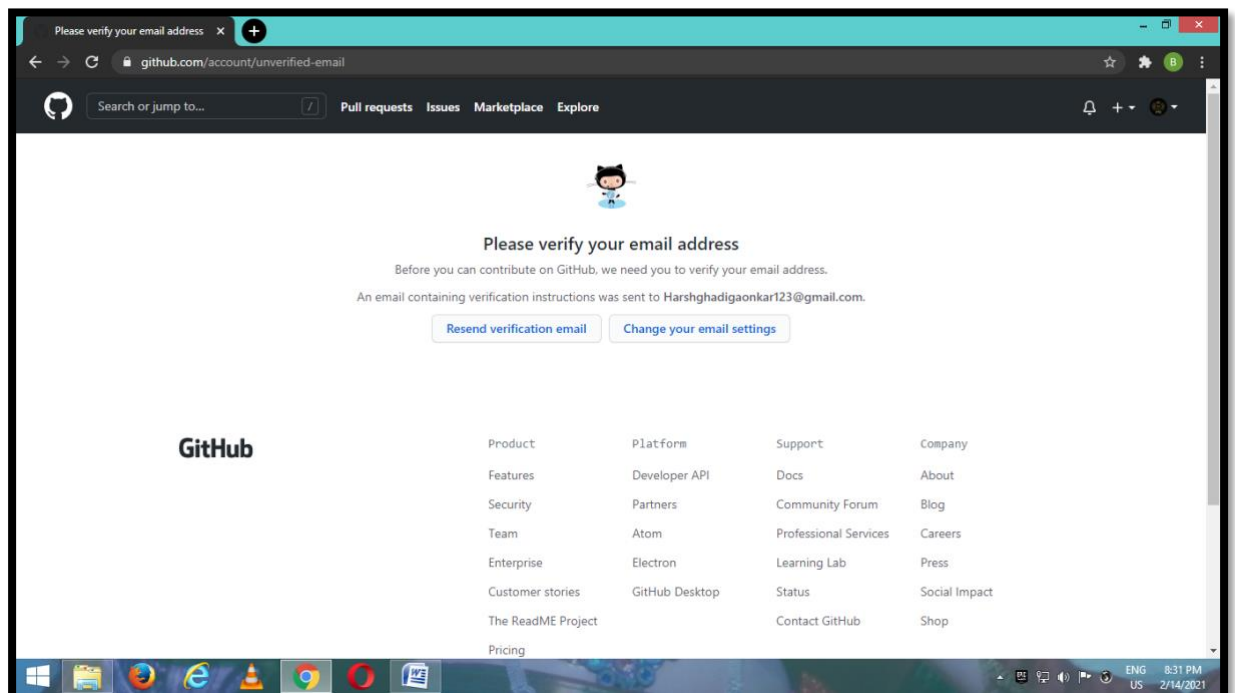 Please verify your email address
github.com/account/unverified-email
B
Search or jump to... /
Pull requests Issues Marketplace Explore
Please verify your email address
Before you can contribute on GitHub, we need you to verify your email address.
An email containing verification instructions was sent to Harshghadigaonkar123@gmail.com.
Resend verification email Change your email settings
GitHub
Product Platform Support Company
Features Developer API Docs About
Security Partners Community Forum Blog
Team Atom Professional Services Careers
Enterprise Electron Learning Lab Press
Customer stories GitHub Desktop Status Social Impact
The ReadME Project Contact GitHub Shop
Pricing
ENG 8:31 PM
US 2/14/2021